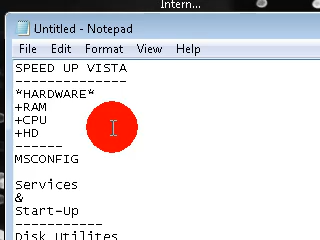 Intern...
Untitled - Notepad
File Edit Format View Help
SPEED UP VISTA
--------------
*HARDWARE*
+RAM
+CPU
+HD
------
MSCONFIG
Services
&
Start-Up
-----------
Disk Utilites